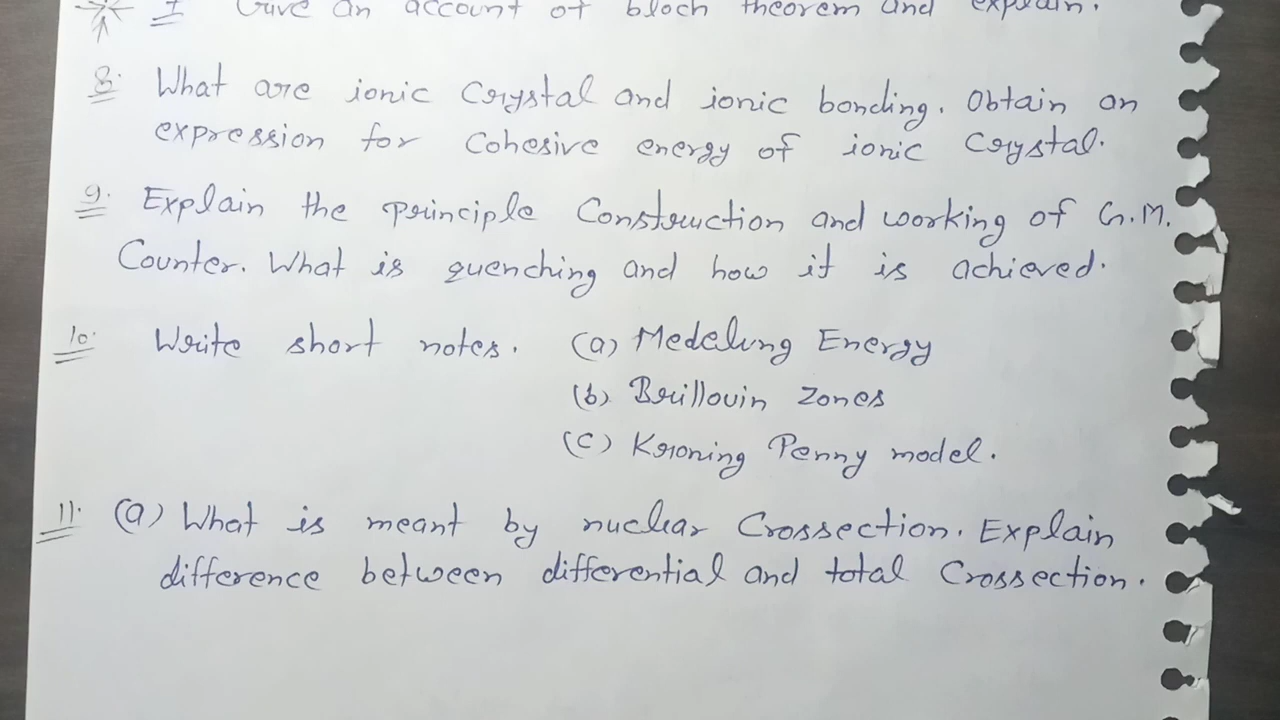 7 Give an account of bloch theorem and explain.
8. What are ionic Crystal and ionic bonding. Obtain an
expression for Cohesive energy of ionic Crystal.
9. Explain the principle Construction and working of G.M.
Counter. What is quenching and how it is achieved.
10. Write short notes. (a) Medelung Energy
(b) Brillouin Zones
(C) Kroning Penny model.
11. (a) What is meant by nuclear Crossection. Explain
difference between differential and total Crossection.